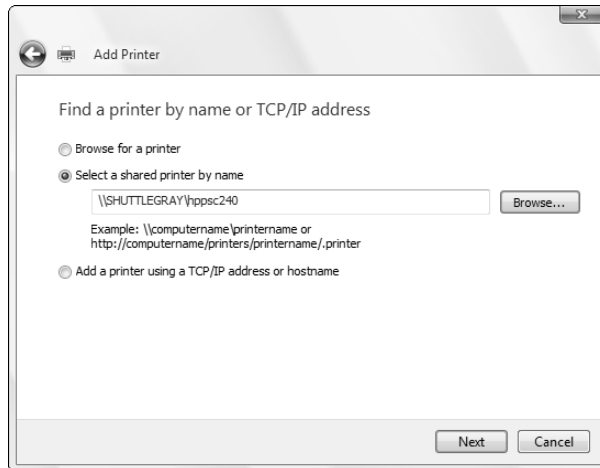 Add Printer
Find a printer by name or TCP/IP address
Browse for a printer
Select a shared printer by name
\\SHUTTLEGRAY\hppsc240
Browse...
Example: \\computername\printername or
http://computername/printers/printername/.printer
Add a printer using a TCP/IP address or hostname
Next
Cancel